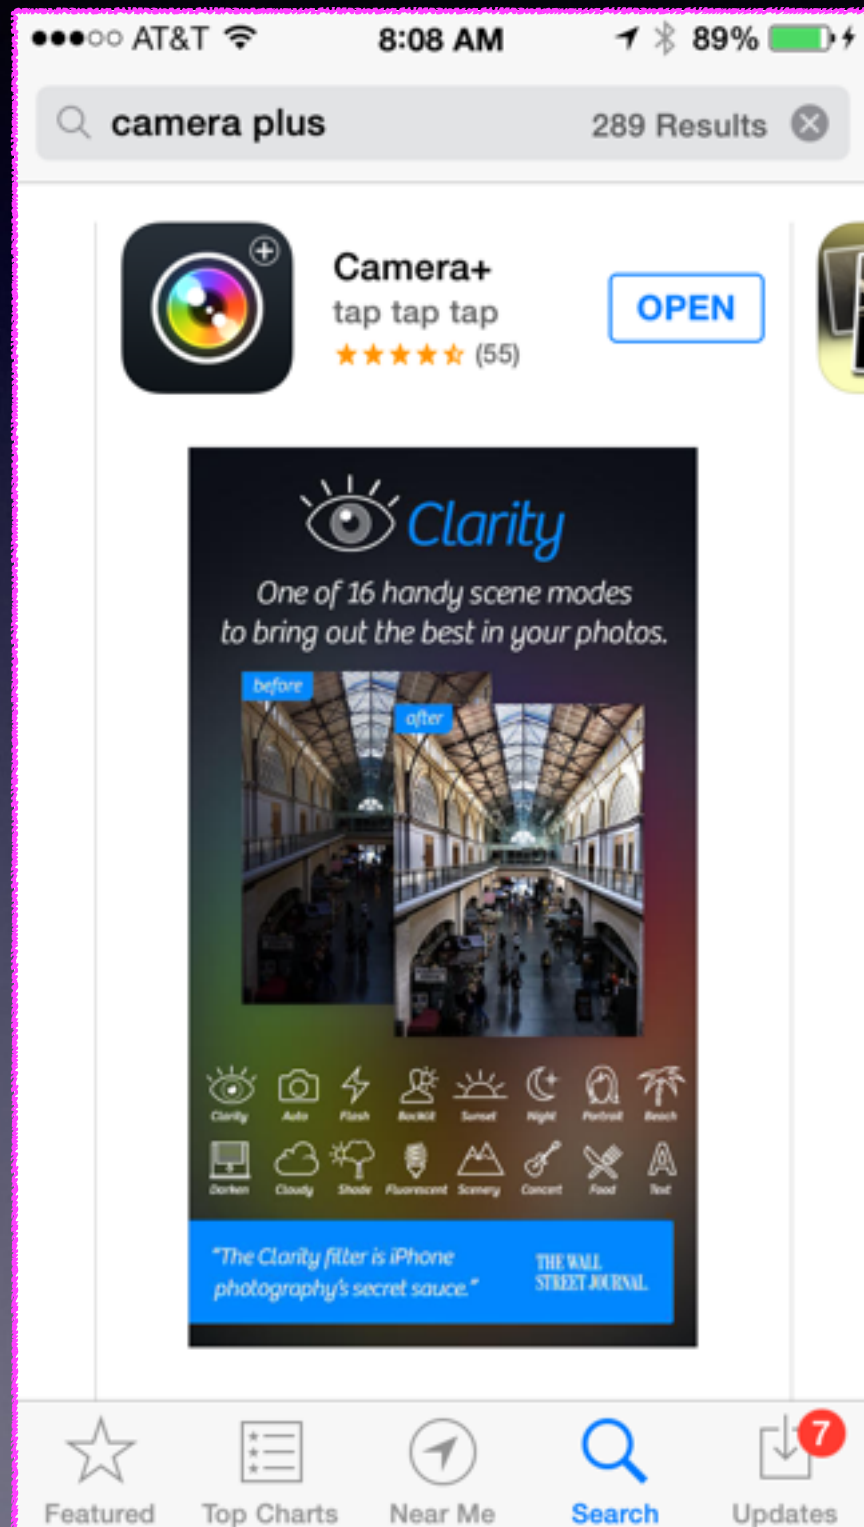 AT&T 8:08 AM 89%
camera plus 289 Results
Camera+
tap tap tap
(55)
OPEN
Clarity
One of 16 handy scene modes
to bring out the best in your photos.
before
after
Clarity Auto Flash Backlit Sunset Night Portrait Beach
Darken Cloudy Shade Fluorescent Scenery Concert Food Text
"The Clarity filter is iPhone
photography's secret sauce."
THE WALL
STREET JOURNAL.
7
Featured Top Charts Near Me Search Updates